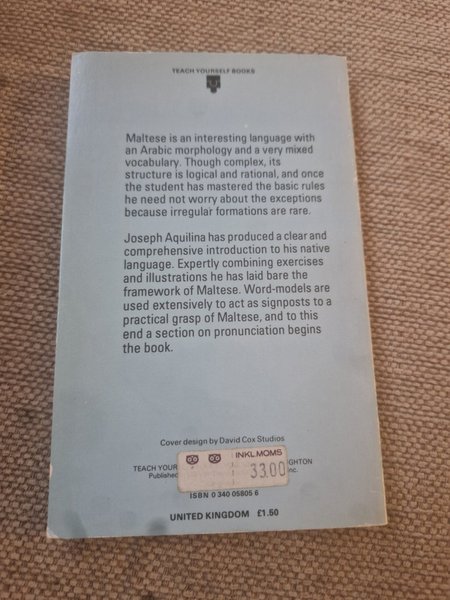 TEACH YOURSELF BOOKS
Maltese is an interesting language with
an Arabic morphology and a very mixed
vocabulary. Though complex, its
structure is logical and rational, and once
the student has mastered the basic rules
he need not worry about the exceptions
because irregular formations are rare.
Joseph Aquilina has produced a clear and
comprehensive introduction to his native
language. Expertly combining exercises
and illustrations he has laid bare the
framework of Maltese. Word-models are
used extensively to act as signposts to a
practical grasp of Maltese, and to this
end a section on pronunciation begins
the book.
Cover design by David Cox Studios
INKL.MOMS
33.00
TEACH YOUR GHTON
Publishe nc.
ISBN 0 340 05805 6
UNITED KINGDOM £1.50